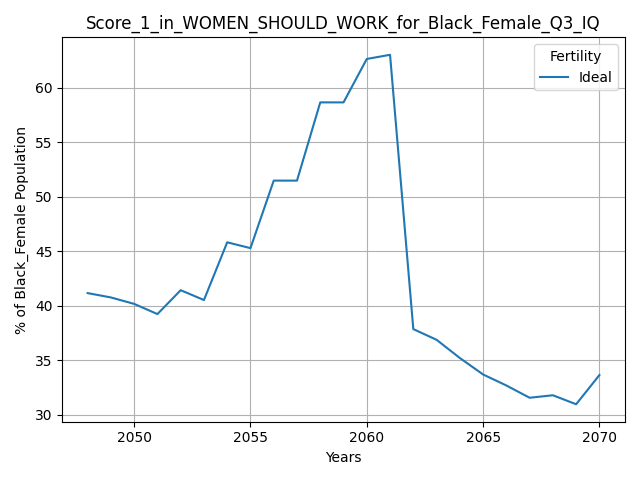 Score_1_in_WOMEN_SHOULD_WORK_for_Black_Female_Q3_IQ
Fertility
Ideal
% of Black_Female Population
60
55
50
45
40
35
30
2050
2055
2060
2065
2070
Years